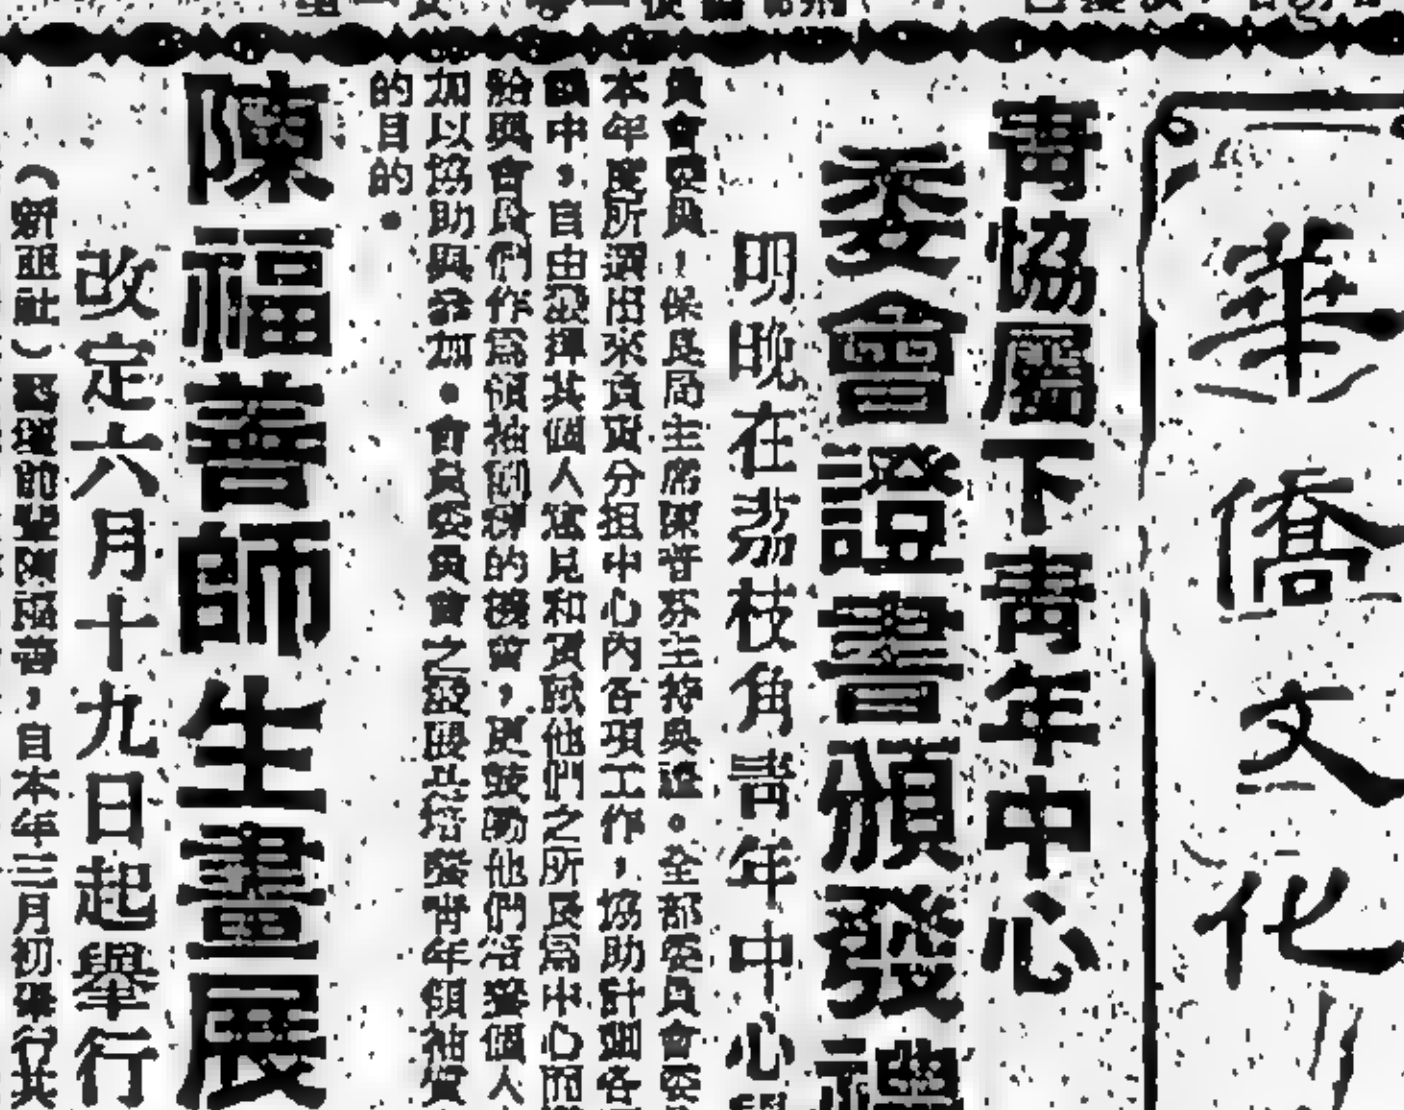 華僑文化
青協屬下青年中心
委會證書頒發禮
明晚在荔枝角青年中心
員會委員,保良局主席陳普芬主持典禮。全部委員會委
本年度所選出來負責分担中心內各項工作,協助計劃各
中,自由發揮其個人意見和貢獻他們之所長為中心而
給與會員們作為領袖訓練的機會,更鼓勵他們培養個人
加以協助與參加。會員委員會之發展其培養青年領袖
的目的。
陳福善師生畫展
改定六月十九日起舉行
(新亞社)藝壇前輩陳福善,自本年三月初舉行其